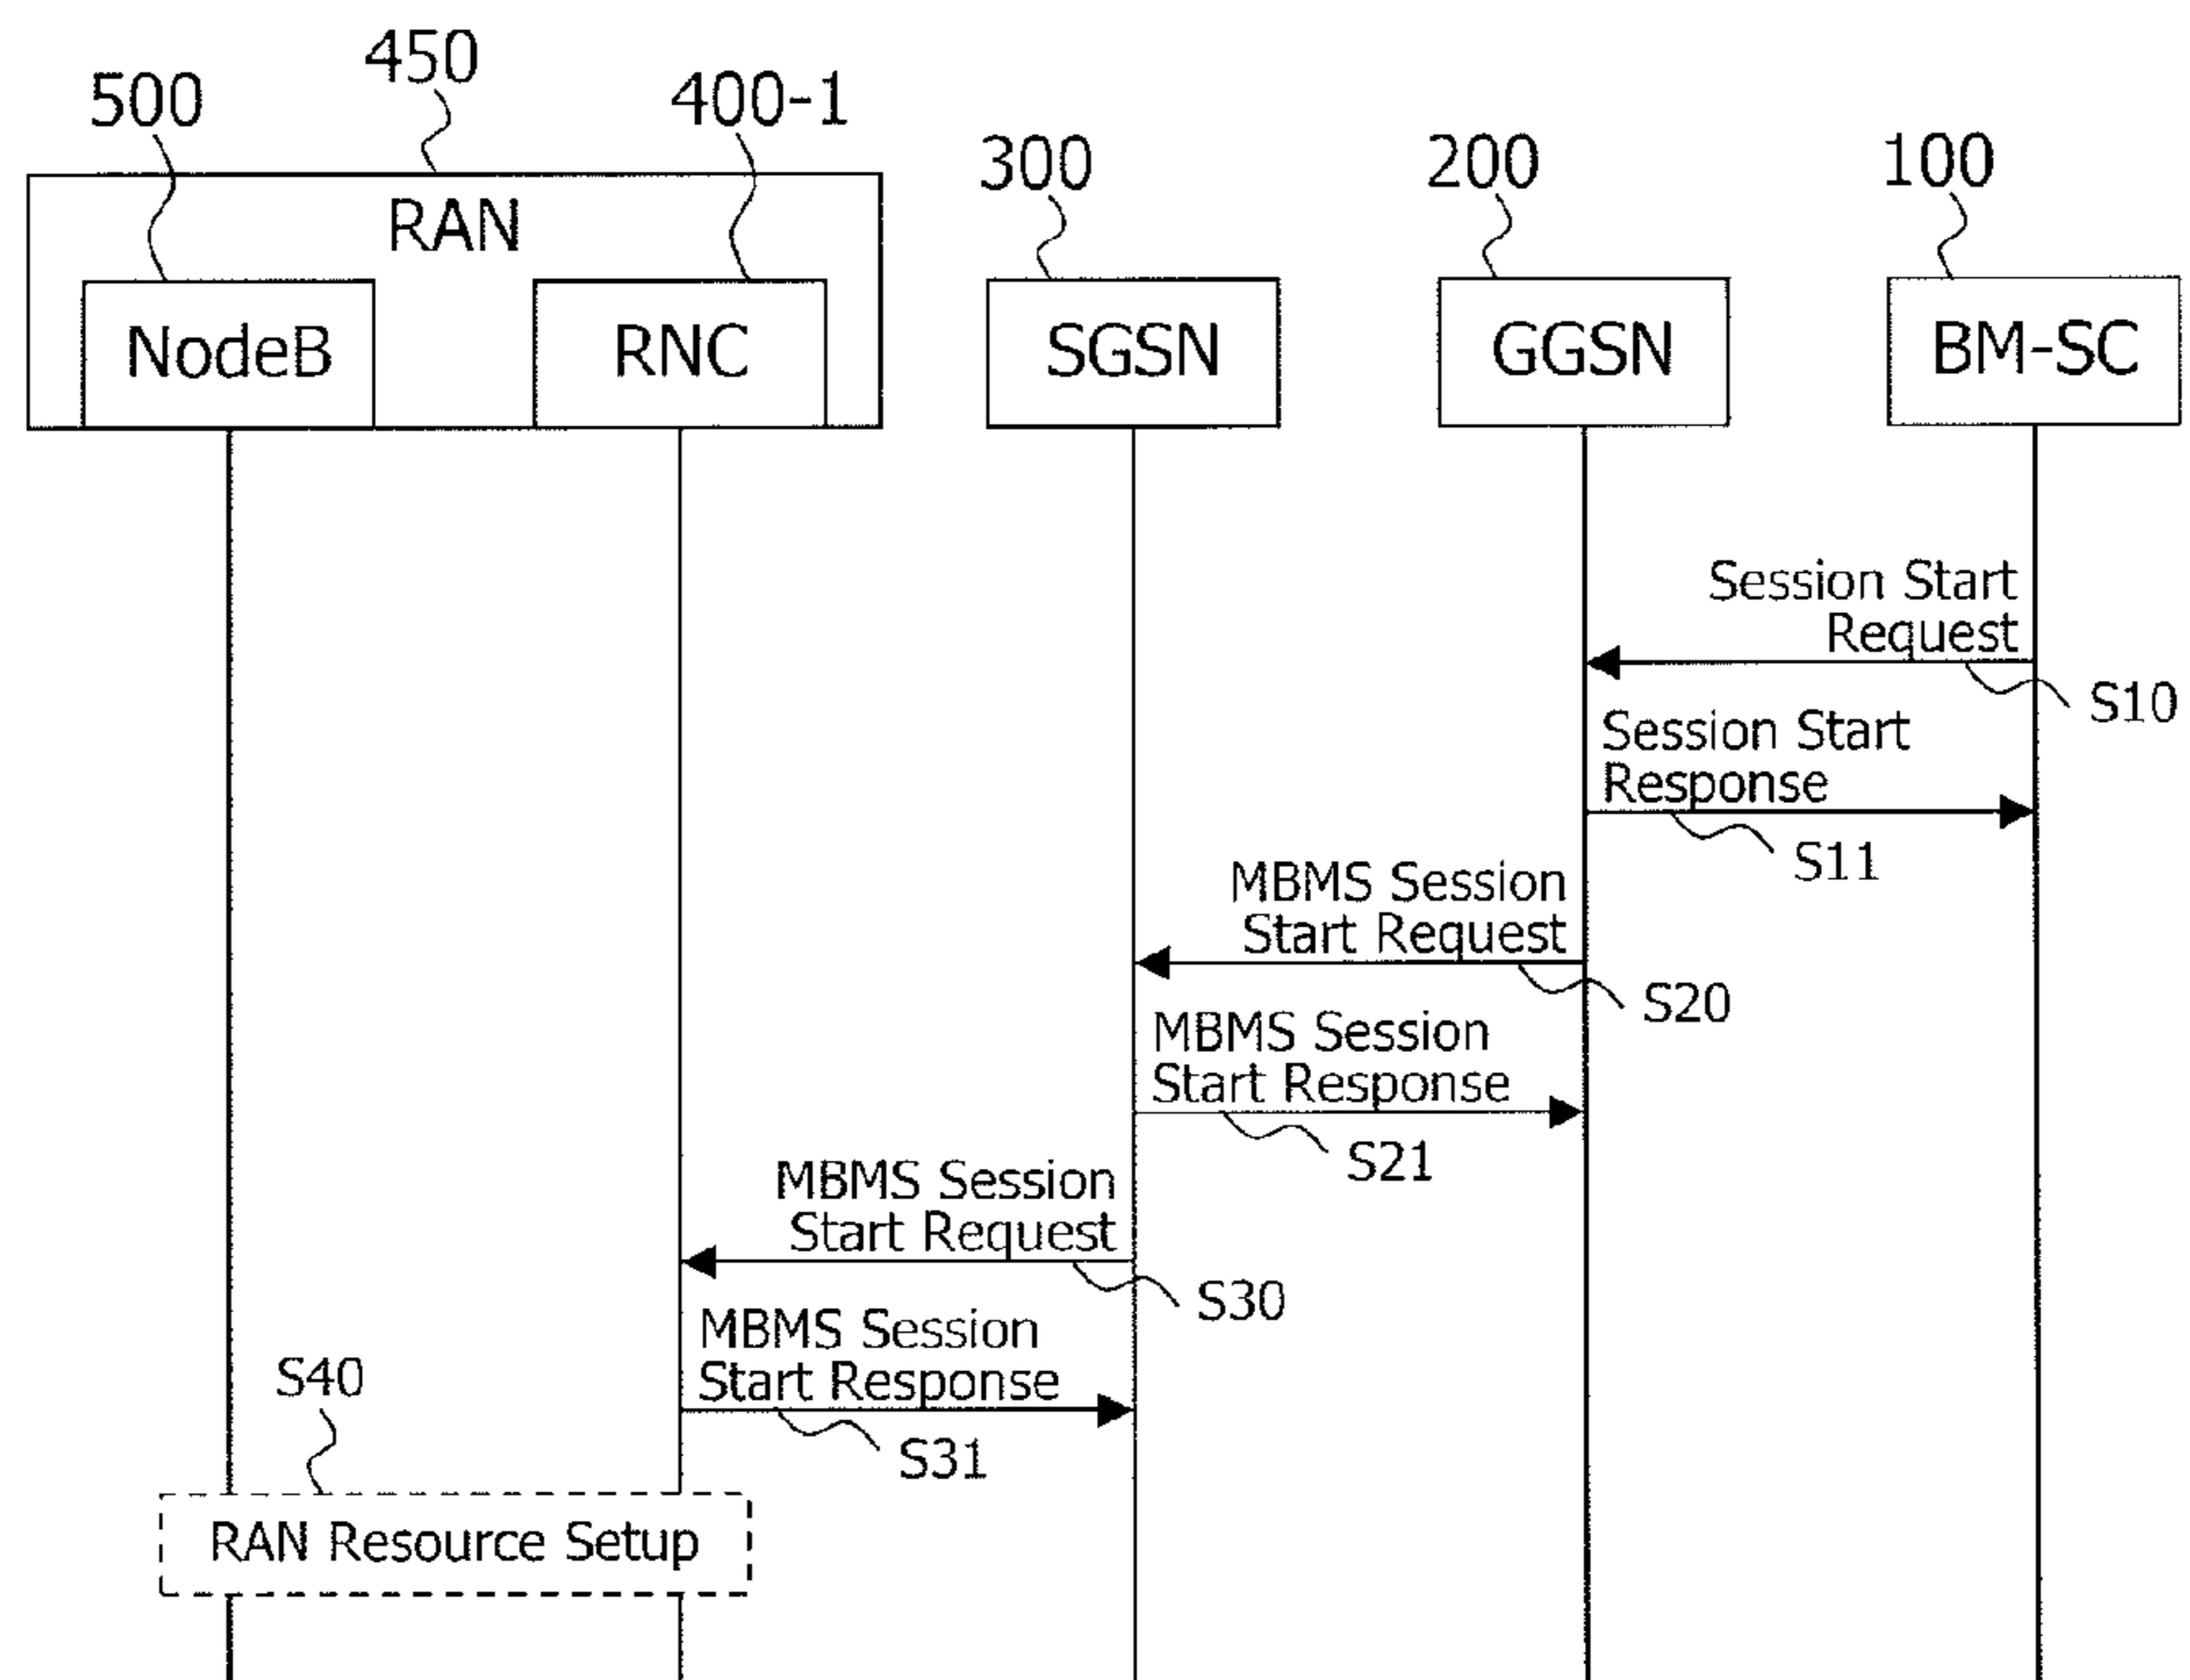 450
500
400-1
300
200
100
RAN
NodeB
RNC
SGSN
GGSN
BM-SC
Session Start
Request
S10
Session Start
Response
S11
MBMS Session
Start Request
S20
MBMS Session
Start Response
S21
MBMS Session
Start Request
S30
MBMS Session
Start Response
S31
S40
RAN Resource Setup